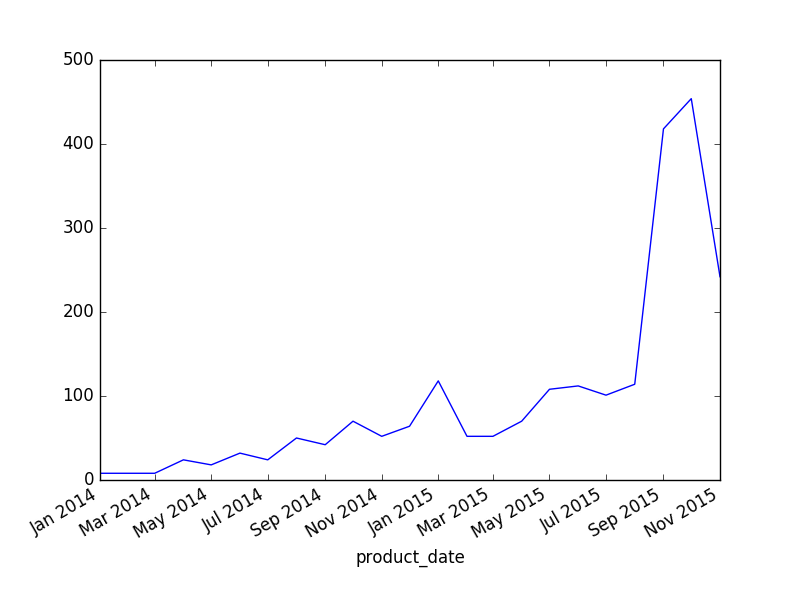 500
400
300
200
100
0
Jan 2014
Mar 2014
May 2014
Jul 2014
Sep 2014
Nov 2014
Jan 2015
Mar 2015
May 2015
Jul 2015
Sep 2015
Nov 2015
product_date